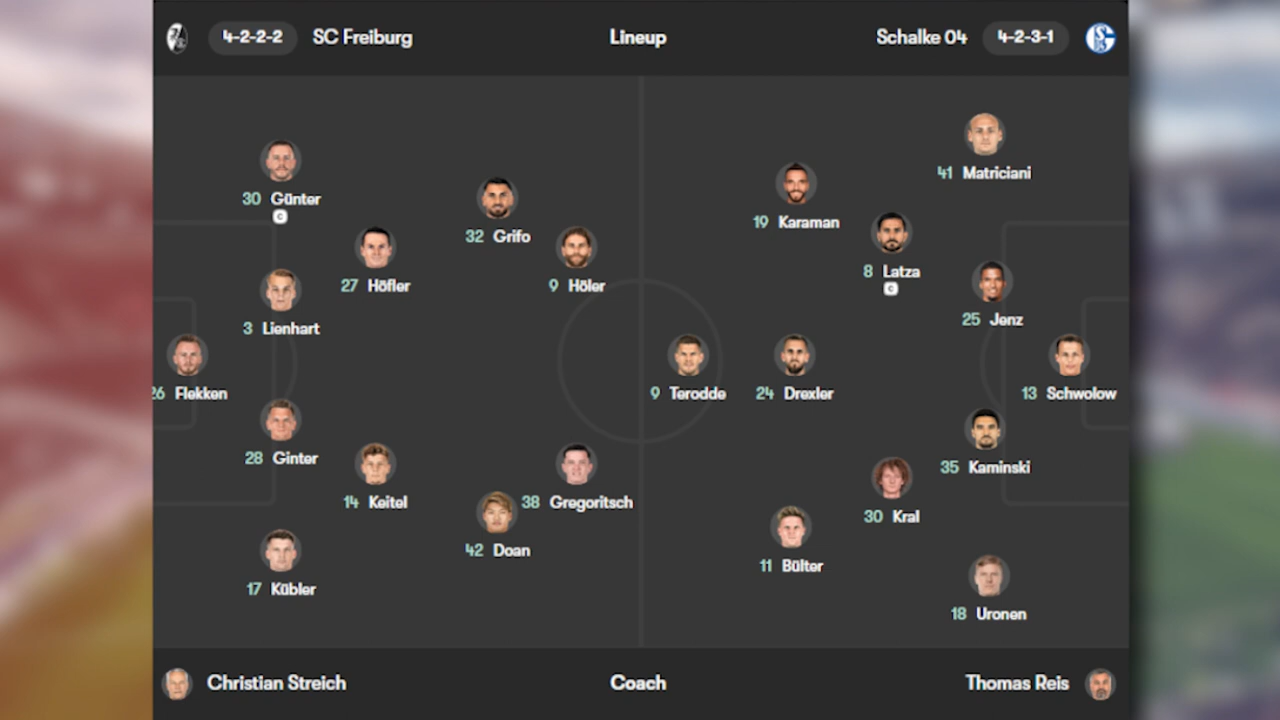 4-2-2-2 SC Freiburg Lineup Schalke 04 4-2-3-1
41 Matriciani
30 Günter
C
19 Karaman
32 Grifo
8 Latza
C
27 Höfler
9 Höler
25 Jenz
3 Lienhart
26 Flekken
9 Terodde
24 Drexler
13 Schwolow
28 Ginter
35 Kaminski
14 Keitel
38 Gregoritsch
30 Kral
42 Doan
11 Bülter
17 Kübler
18 Uronen
Christian Streich Coach Thomas Reis